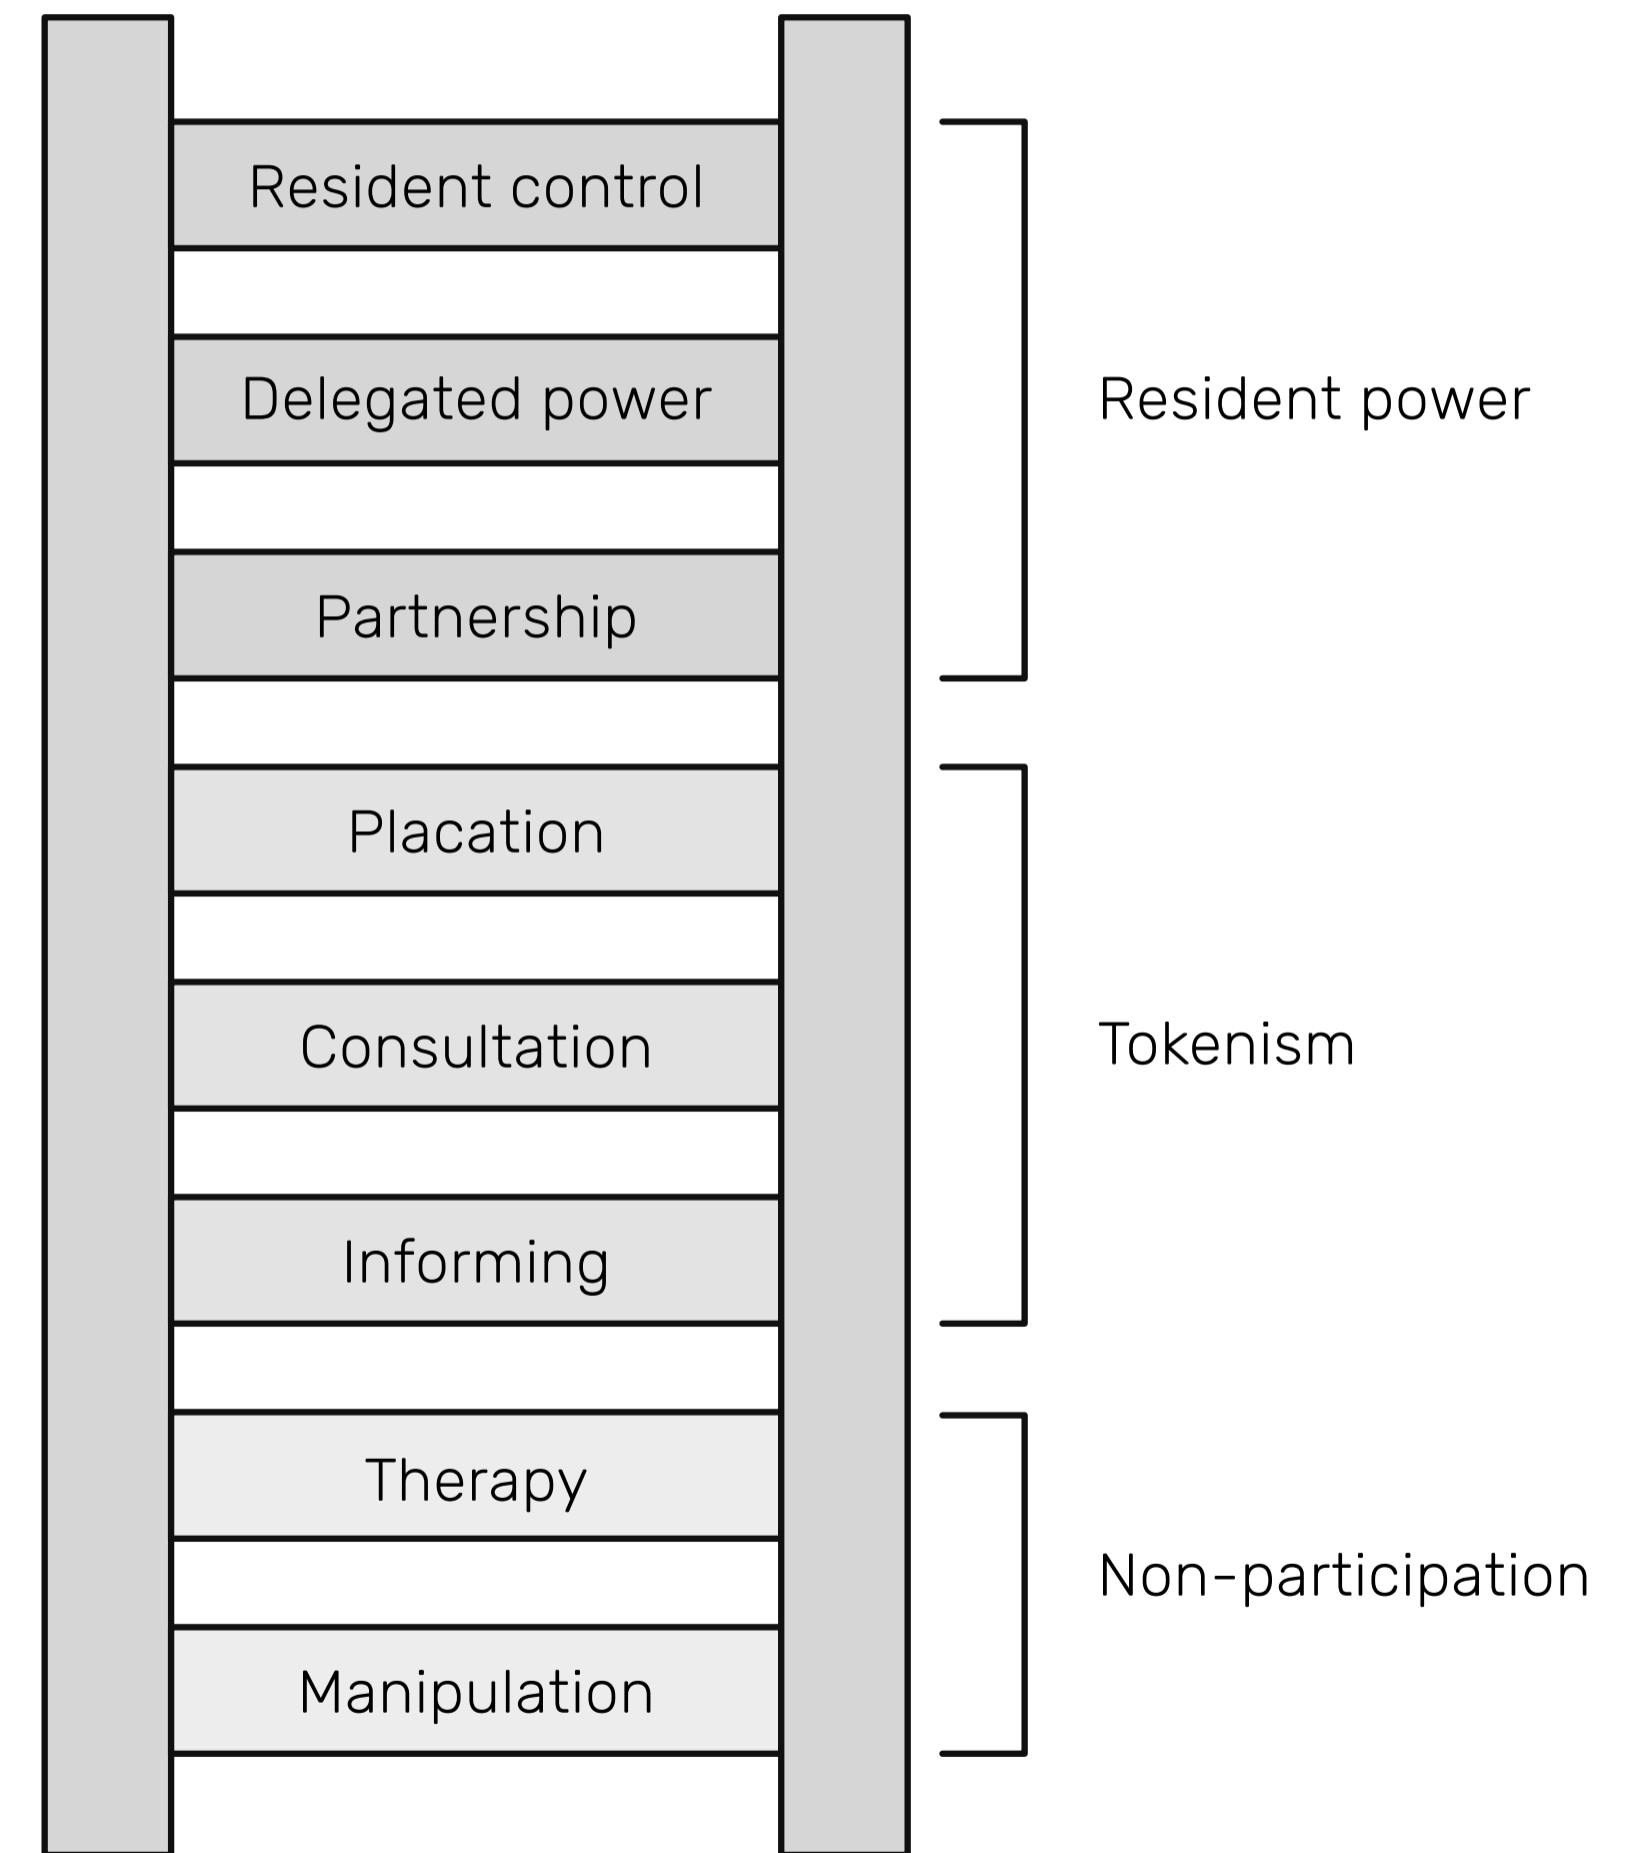 Resident control
Delegated power
Partnership
Placation
Consultation
Informing
Therapy
Manipulation
Resident power
Tokenism
Non-participation